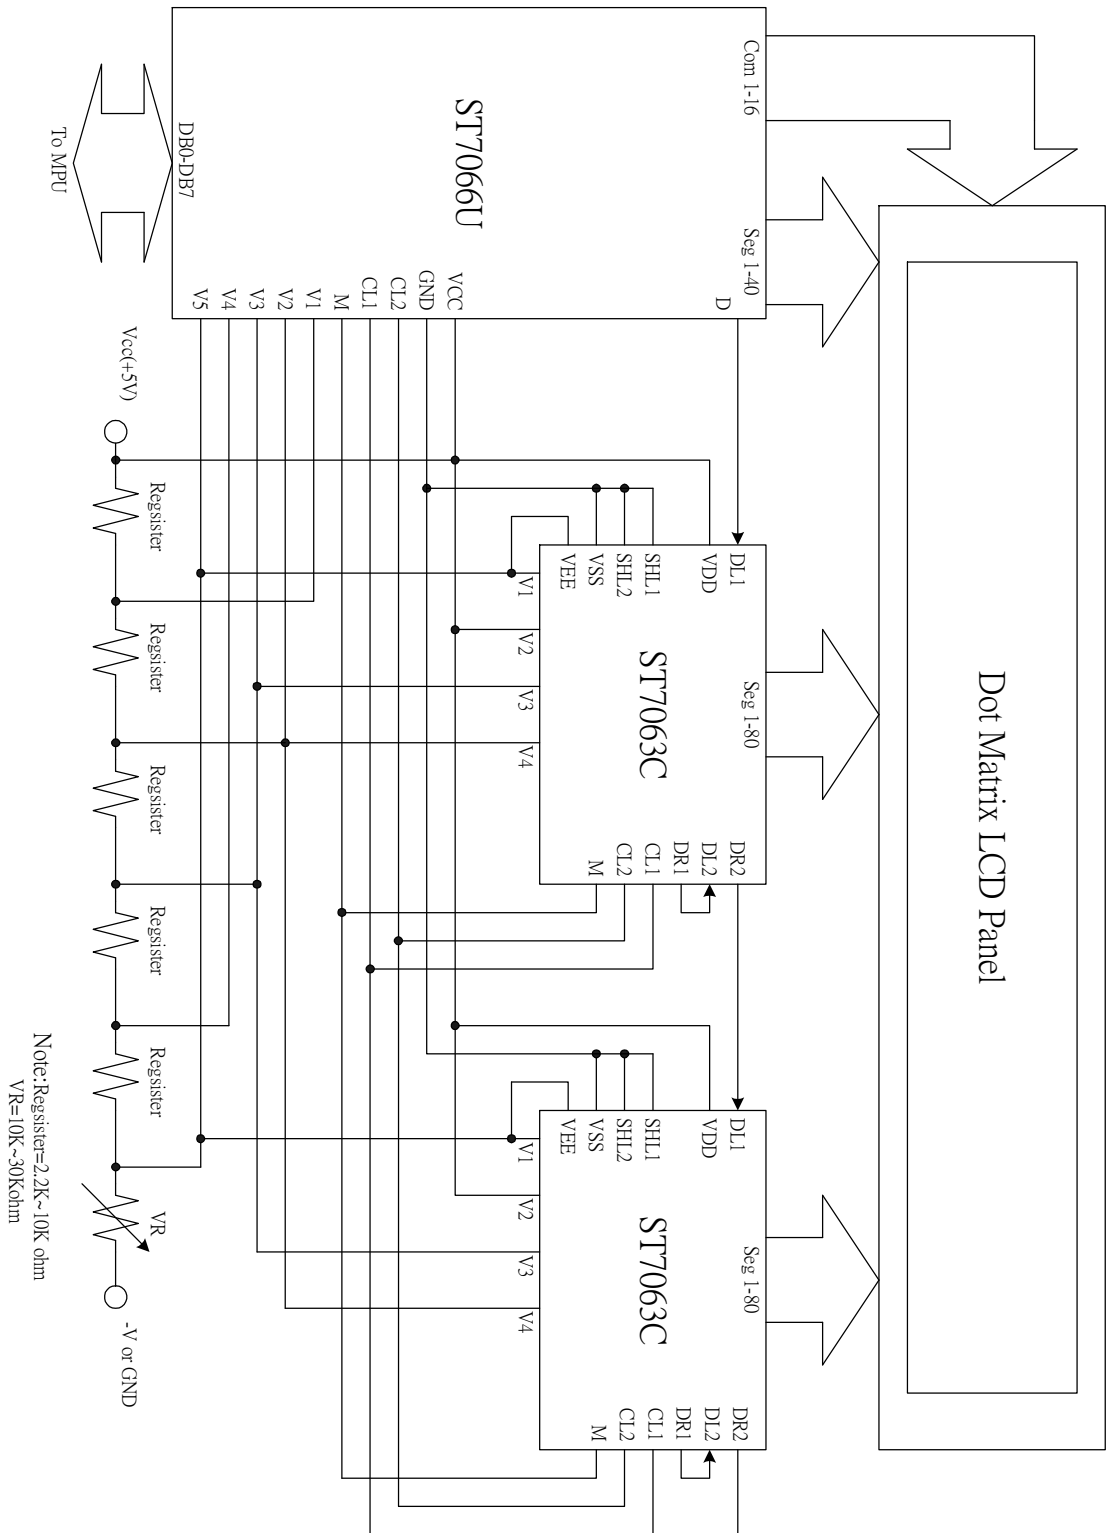 Dot Matrix LCD Panel
Com 1-16
Seg 1-40
D
ST7066U
DB0-DB7
To MPU
VCC
GND
CL2
CL1
M
V1
V2
V3
V4
V5
DL1
VDD
SHL1
SHL2
VSS
VEE
V1
V2
V3
V4
Seg 1-80
ST7063C
DR2
DL2
DR1
CL1
CL2
M
DL1
VDD
SHL1
SHL2
VSS
VEE
V1
V2
V3
V4
Seg 1-80
ST7063C
DR2
DL2
DR1
CL1
CL2
M
Vcc(+5V)
Regsister
Regsister
Regsister
Regsister
Regsister
VR
-V or GND
Note:Regsister=2.2K~10K ohm
VR=10K~30Kohm